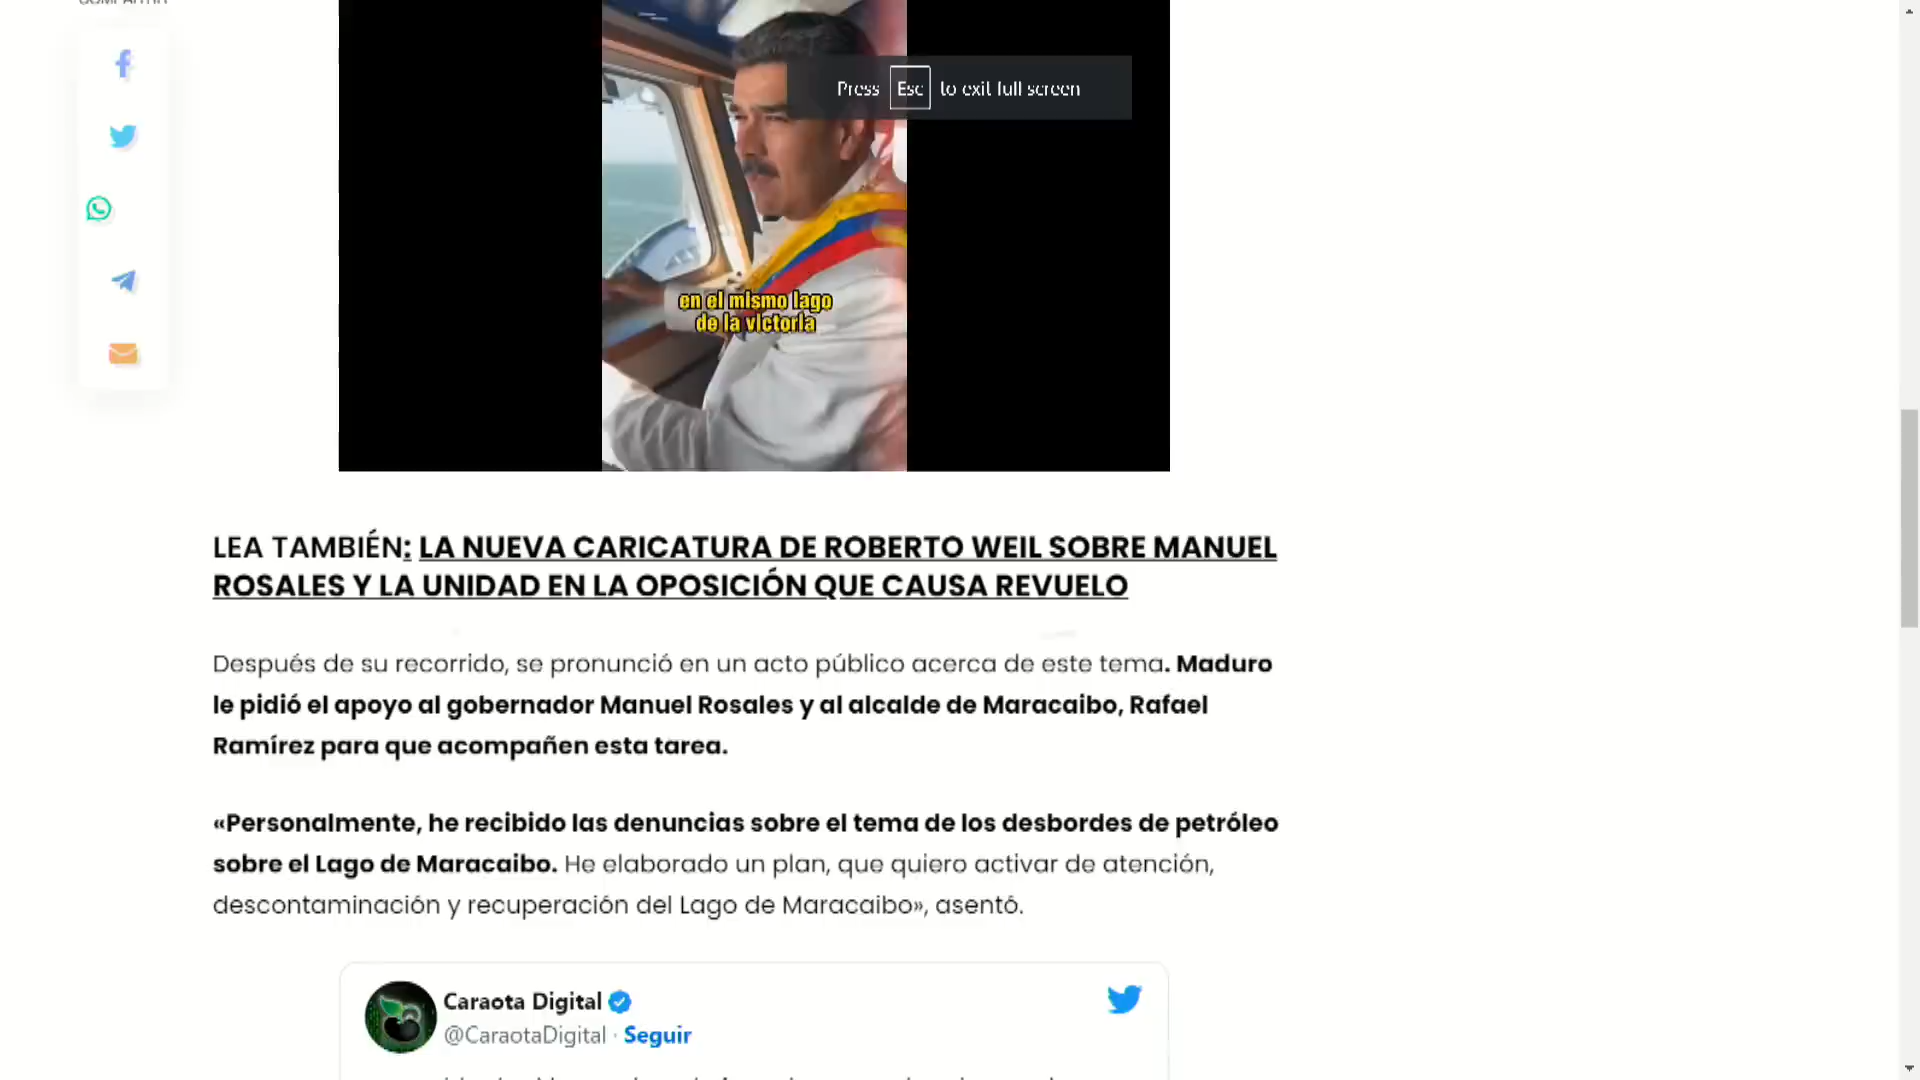 COMPARTIR
Press Esc to exit full screen
en el mismo lago
de la victoria
LEA TAMBIÉN: LA NUEVA CARICATURA DE ROBERTO WEIL SOBRE MANUEL
ROSALES Y LA UNIDAD EN LA OPOSICIÓN QUE CAUSA REVUELO
Después de su recorrido, se pronunció en un acto público acerca de este tema. Maduro
le pidió el apoyo al gobernador Manuel Rosales y al alcalde de Maracaibo, Rafael
Ramírez para que acompañen esta tarea.
«Personalmente, he recibido las denuncias sobre el tema de los desbordes de petróleo
sobre el Lago de Maracaibo. He elaborado un plan, que quiero activar de atención,
descontaminación y recuperación del Lago de Maracaibo», asentó.
Caraota Digital
@CaraotaDigital · Seguir